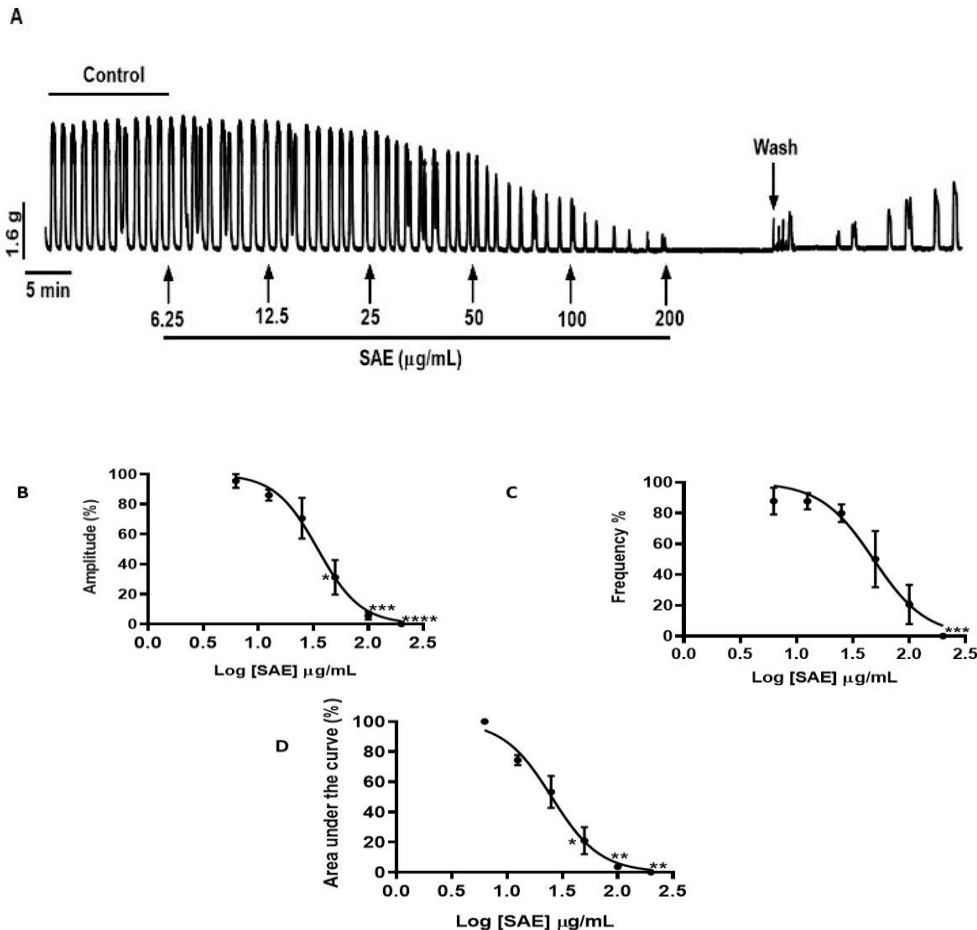 A
Control
Wash
1.6 g
5 min
6.25 12.5 25 50 100 200
SAE (μg/mL)
B
Amplitude (%)
100
80
60
40
20
0
*
***
****
0.0 0.5 1.0 1.5 2.0 2.5
Log [SAE] μg/mL
C
Frequency %
100
80
60
40
20
0
***
0.0 0.5 1.0 1.5 2.0 2.5
Log [SAE] μg/mL
D
Area under the curve (%)
100
80
60
40
20
0
*
**
**
0.0 0.5 1.0 1.5 2.0 2.5
Log [SAE] μg/mL